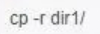 cp -r dir1/